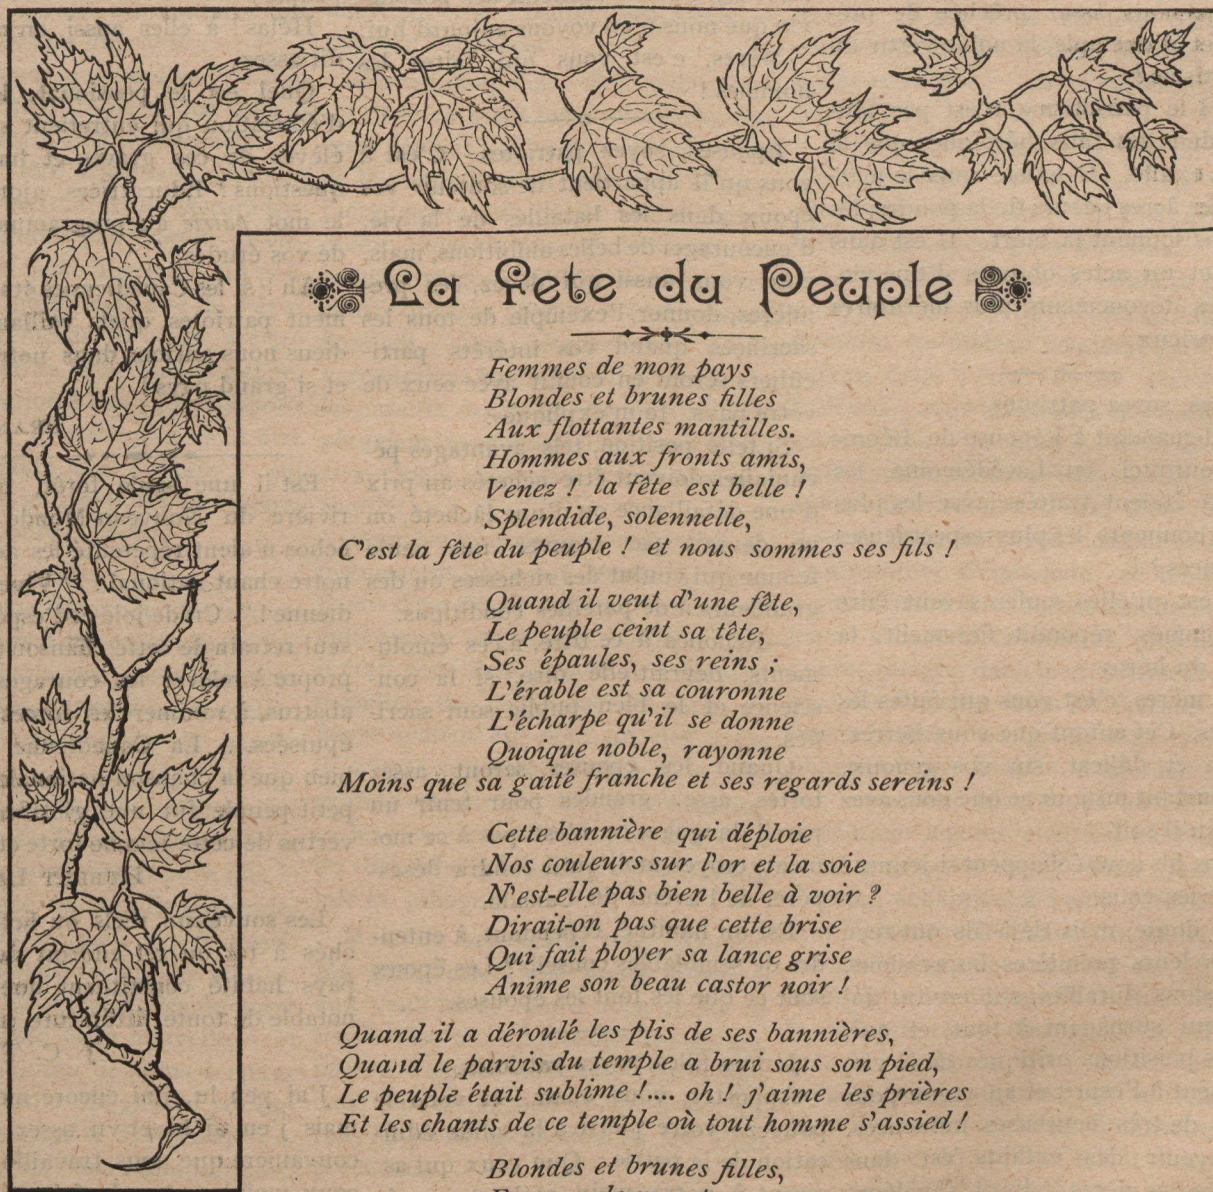 La Fete du Peuple
Femmes de mon pays
Blondes et brunes filles
Aux flottantes mantilles.
Hommes aux fronts amis,
Venez ! la fête est belle !
Splendide, solennelle,
C'est la fête du peuple ! et nous sommes ses fils !
Quand il veut d'une fête,
Le peuple ceint sa tête,
Ses épaules, ses reins ;
L'érable est sa couronne
L'écharpe qu'il se donne
Quoique noble, rayonne
Moins que sa gaité franche et ses regards sereins !
Cette bannière qui déploie
Nos couleurs sur l'or et la soie
N'est-elle pas bien belle à voir ?
Dirait-on pas que cette brise
Qui fait ployer sa lance grise
Anime son beau castor noir !
Quand il a déroulé les plis de ses bannières,
Quand le parvis du temple a brui sous son pied,
Le peuple était sublime !.... oh ! j'aime les prières
Et les chants de ce temple où tout homme s'assied !
Blondes et brunes filles,